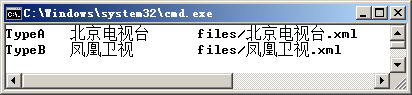 C:\Windows\system32\cmd.exe
TypeA 北京电视台 files/北京电视台.xml
TypeB 凤凰卫视 files/凤凰卫视.xml